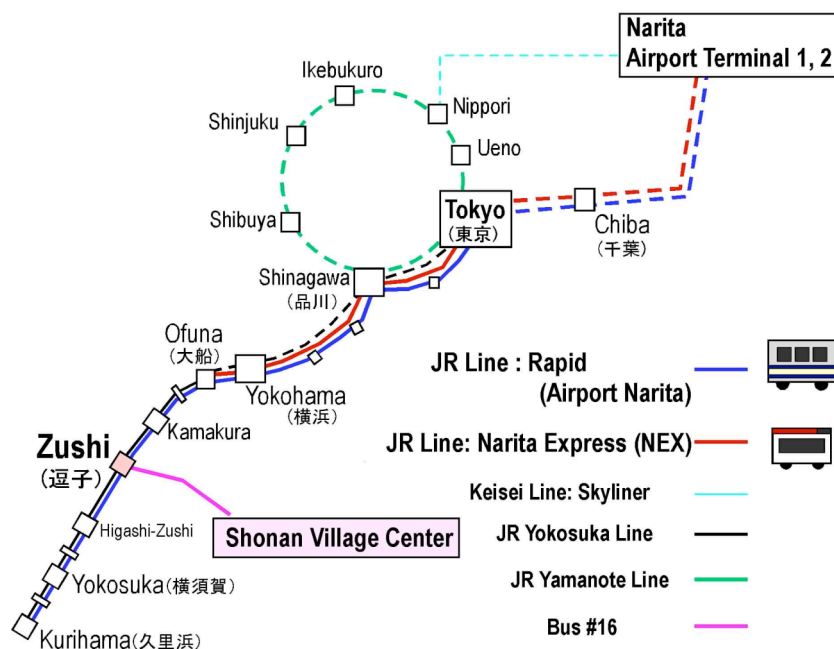 Narita
Airport Terminal 1, 2
Ikebukuro
Nippori
Shinjuku
Ueno
Tokyo
(東京)
Chiba
(千葉)
Shibuya
Shinagawa
(品川)
Ofuna
(大船)
Yokohama
(横浜)
Kamakura
Zushi
(逗子)
Higashi-Zushi
Shonan Village Center
Yokosuka(横須賀)
Kurihama(久里浜)
JR Line : Rapid
(Airport Narita)
JR Line: Narita Express (NEX)
Keisei Line: Skyliner
JR Yokosuka Line
JR Yamanote Line
Bus #16